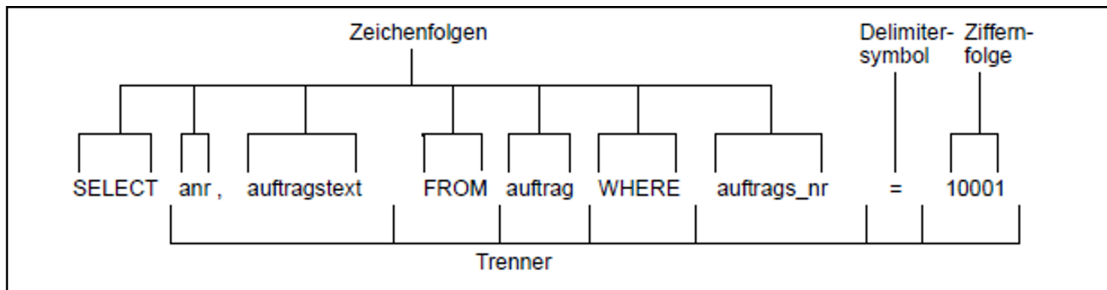 Zeichenfolgen
Delimiter-
symbol
Ziffern-
folge
SELECT anr , auftragstext FROM auftrag WHERE auftrags_nr = 10001
Trenner